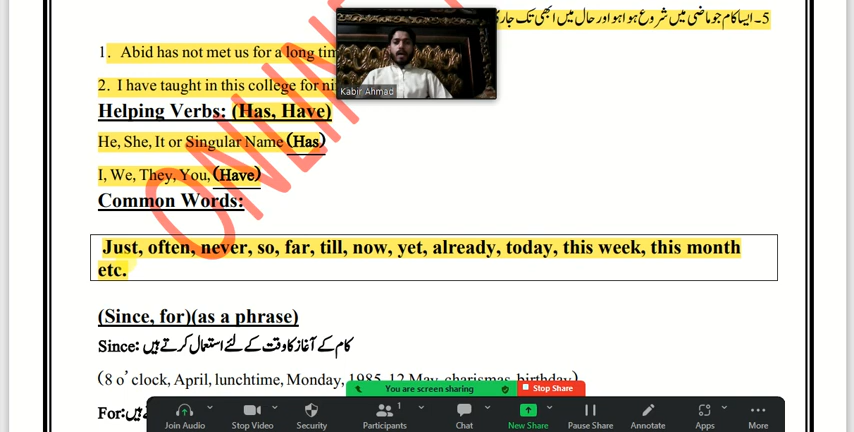 5۔ ایسا کام جو ماضی میں شروع ہوا ہو اور حال میں ابھی تک جاری
1. Abid has not met us for a long tim
2. I have taught in this college for ni
Kabir Ahmad
Helping Verbs: (Has, Have)
He, She, It or Singular Name (Has)
I, We, They, You, (Have)
Common Words:
Just, often, never, so, far, till, now, yet, already, today, this week, this month
etc.
(Since, for)(as a phrase)
Since: کام کے آغاز کا وقت کے لئے استعمال کرتے ہیں
(8 o' clock, April, lunchtime, Monday, 1985, 12 May, charismas, birthday)
You are screen sharing Stop Share
For:
ONLIN
Join Audio Stop Video Security Participants 1 Chat New Share Pause Share Annotate Apps More